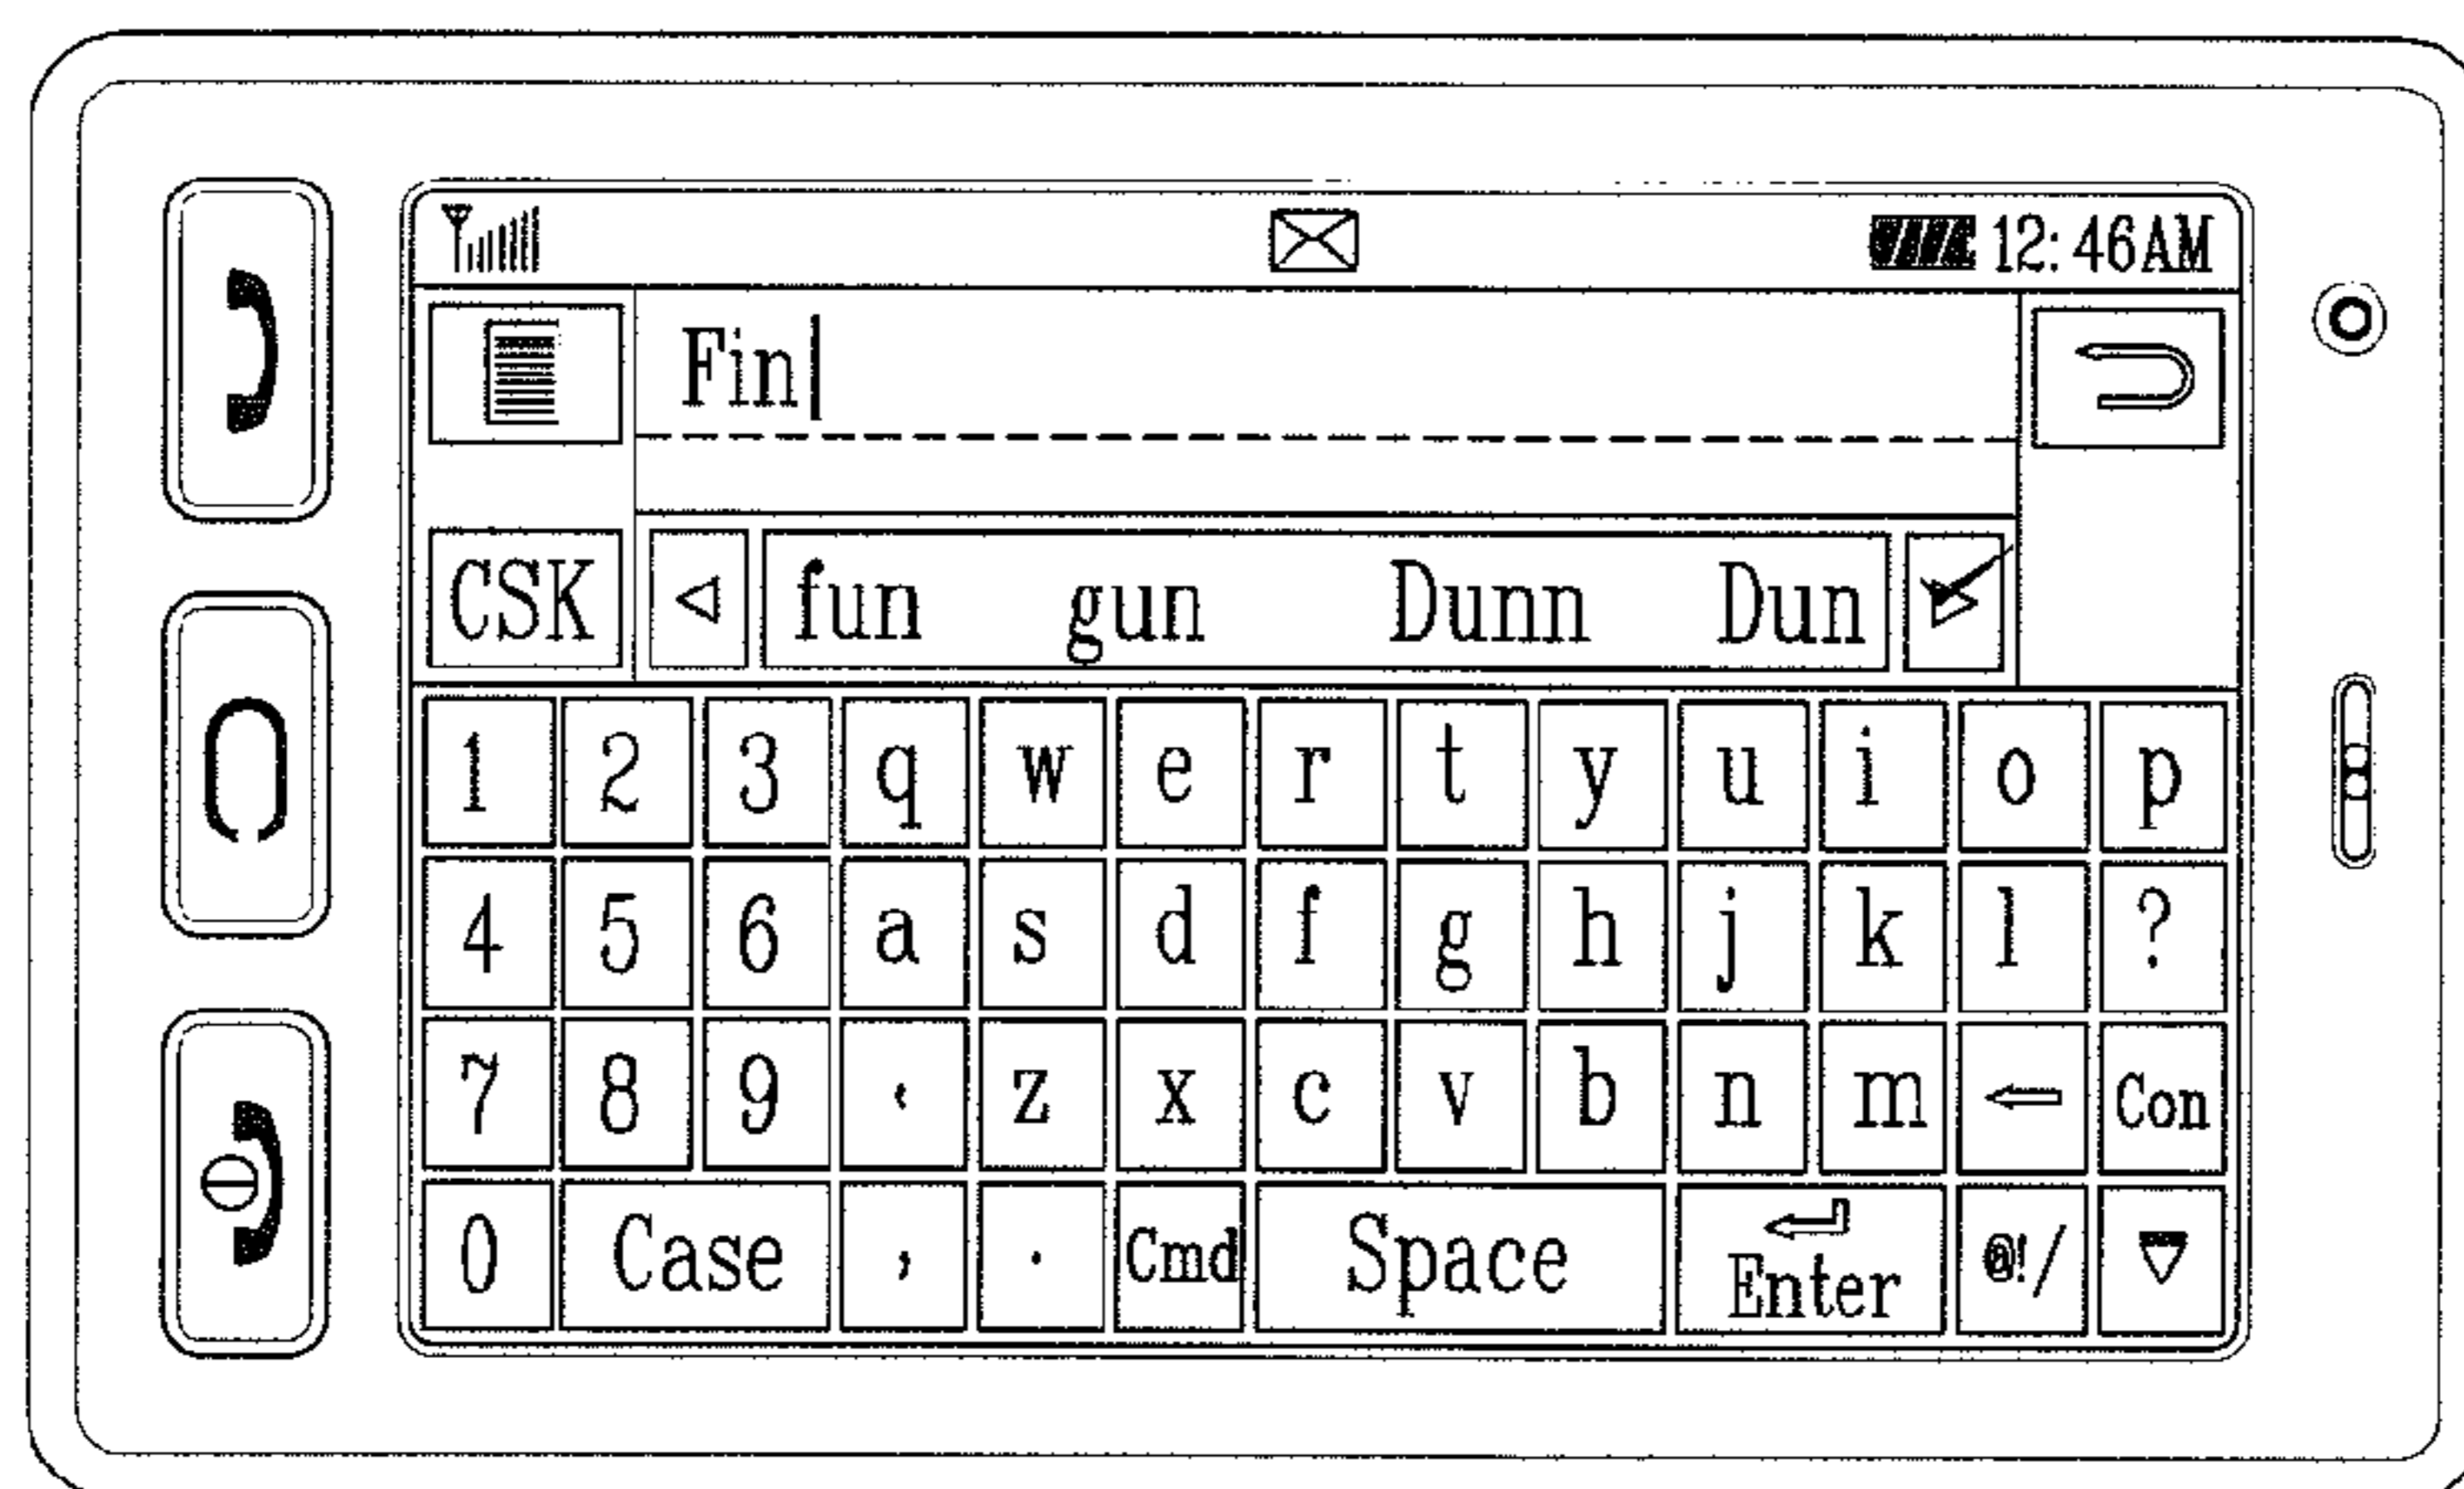 12:46AM
Fin
CSK fun gun Dunn Dun
1 2 3 q w e r t y u i o p
4 5 6 a s d f g h j k l ?
7 8 9 ‘ z x c v b n m Con
0 Case , . Cmd Space Enter @!/